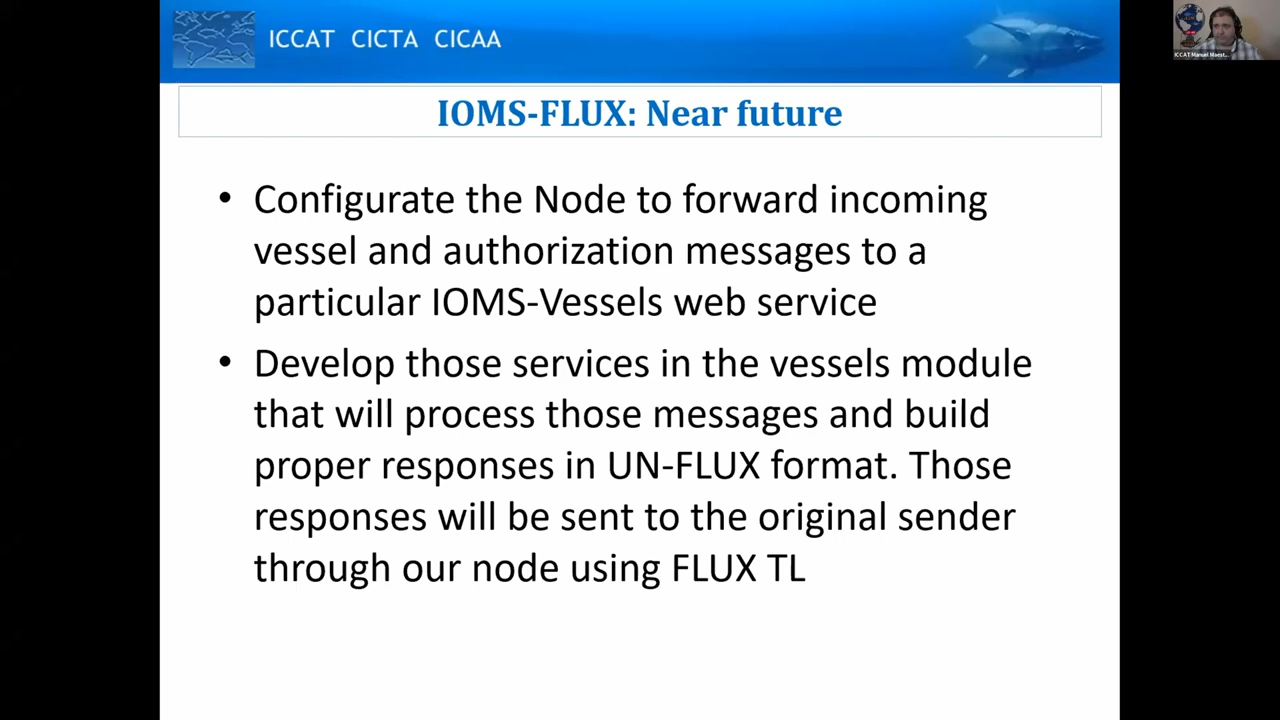 ICCAT CICTA CICAA
IOMS-FLUX: Near future
• Configurate the Node to forward incoming
vessel and authorization messages to a
particular IOMS-Vessels web service
• Develop those services in the vessels module
that will process those messages and build
proper responses in UN-FLUX format. Those
responses will be sent to the original sender
through our node using FLUX TL
ICCAT Manuel Maest...